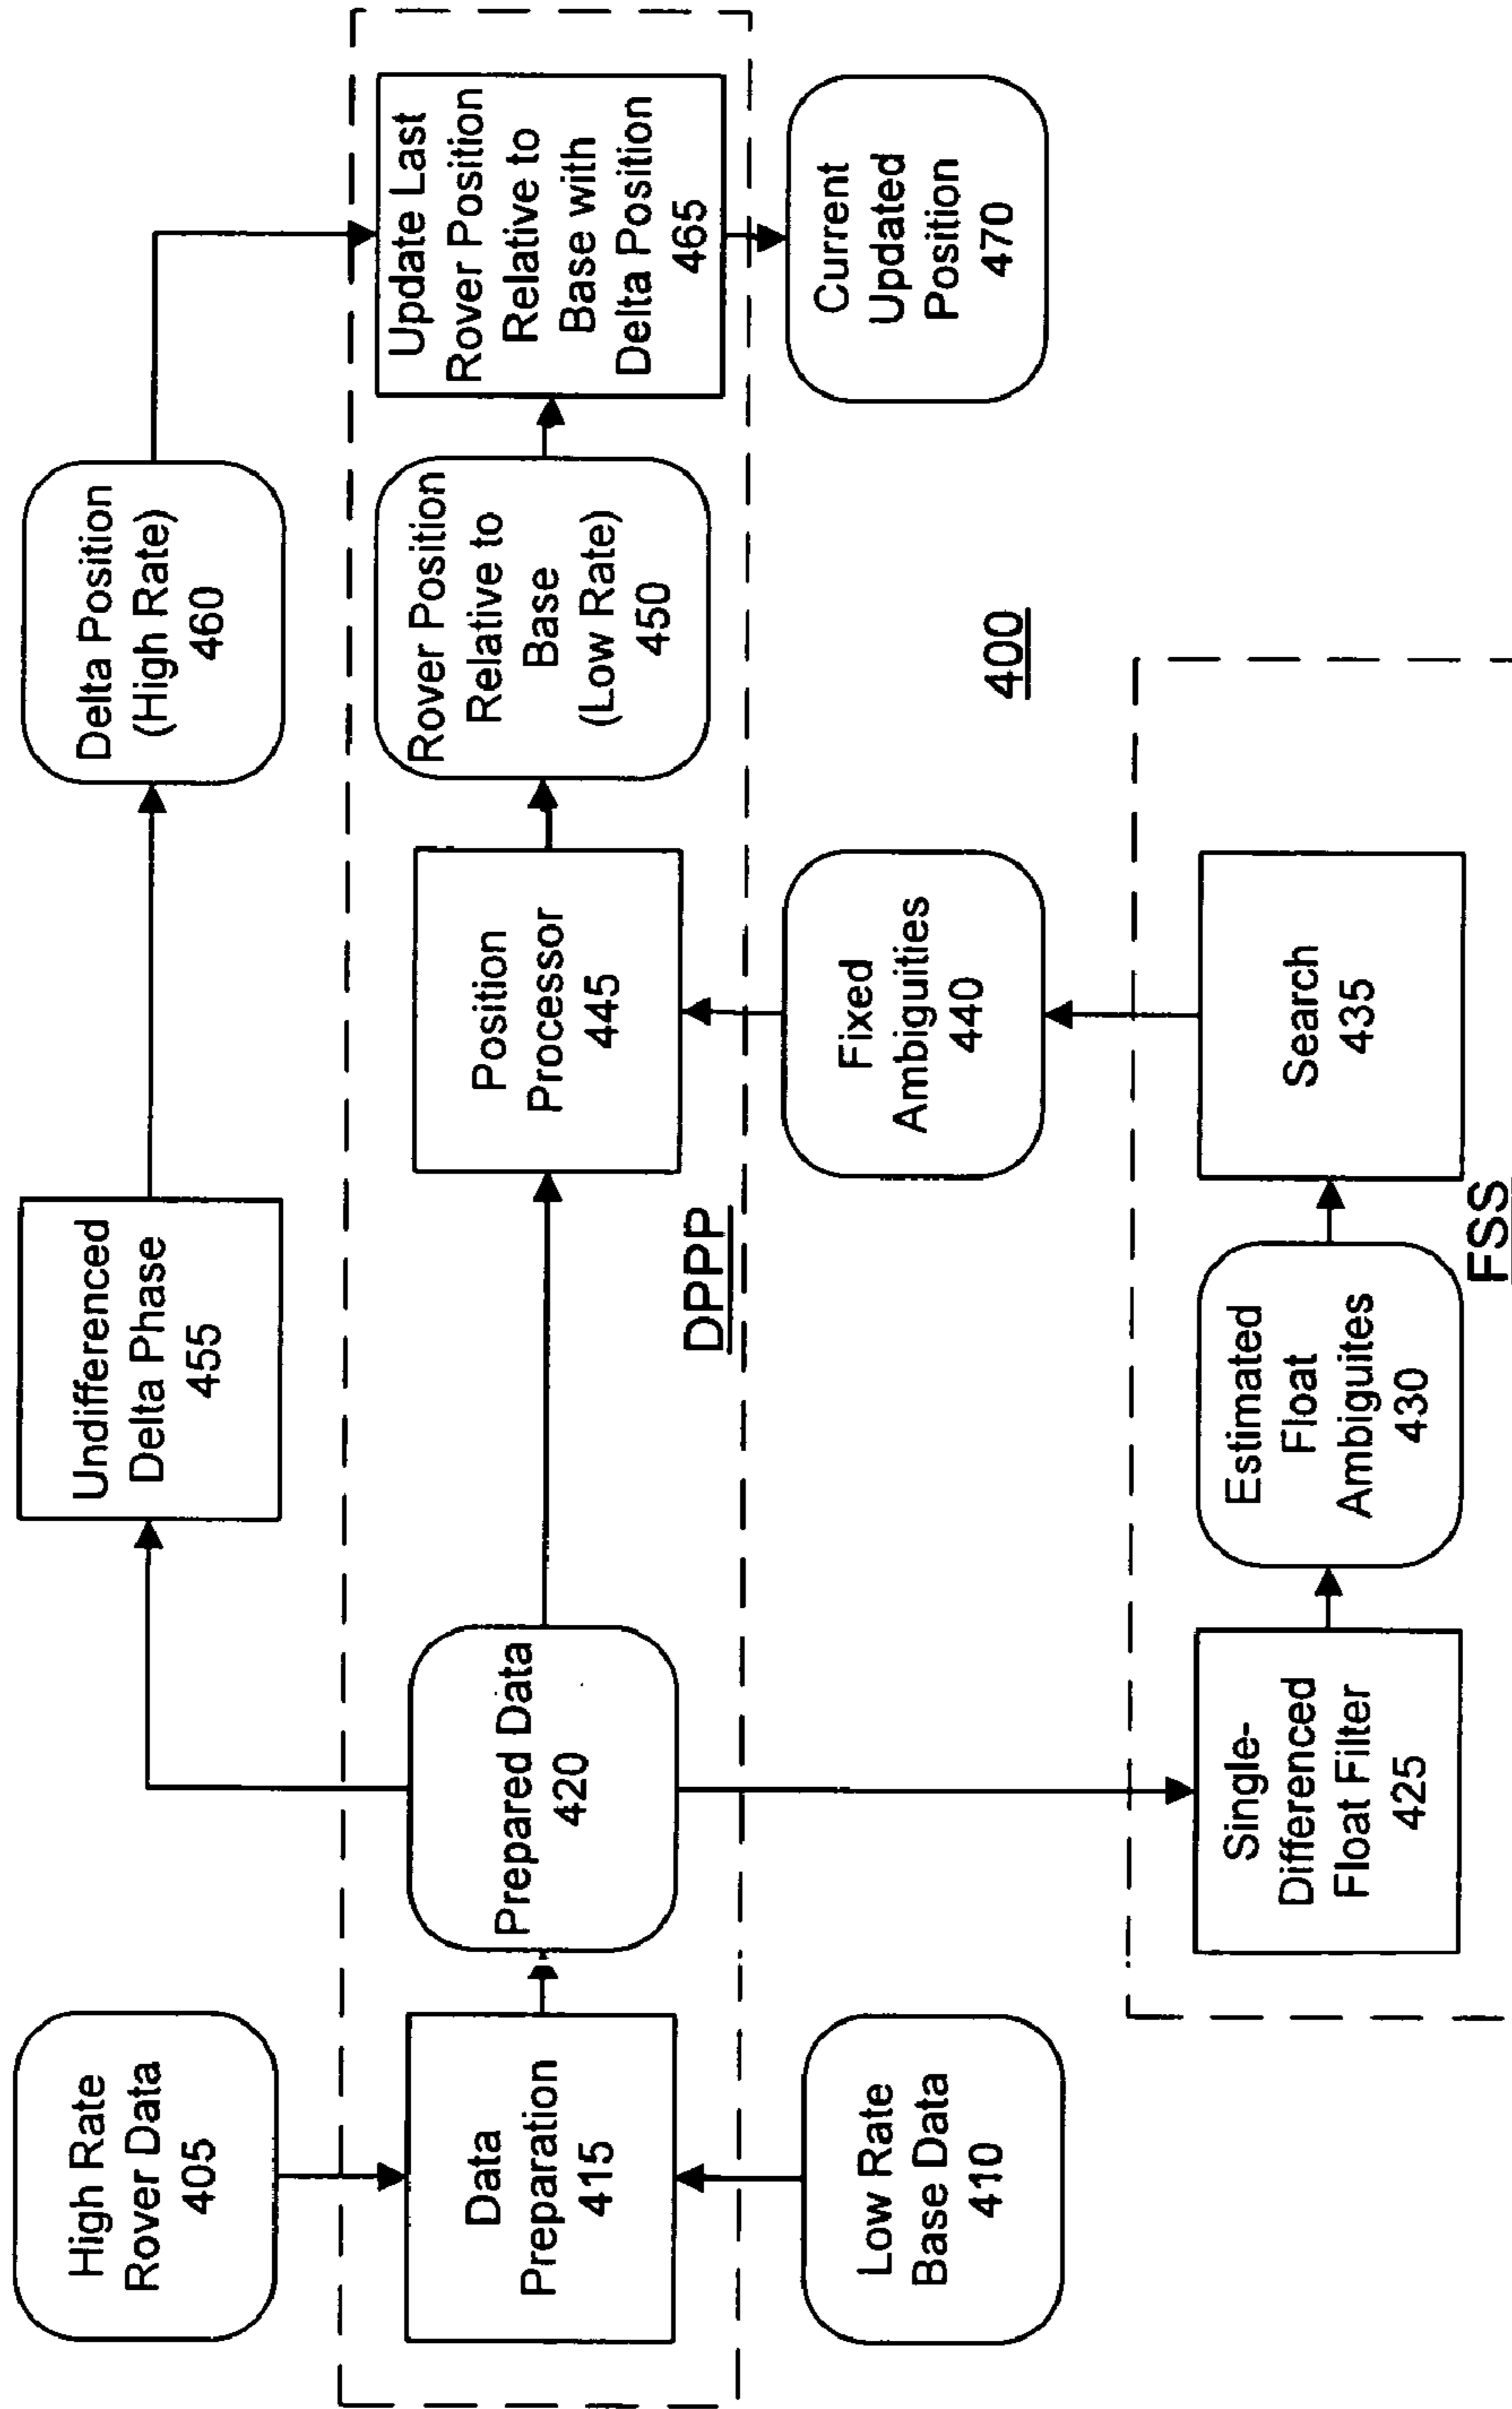 High Rate
Rover Data
405
Data
Preparation
415
Low Rate
Base Data
410
Prepared Data
420
Undifferenced
Delta Phase
455
Delta Position
(High Rate)
460
Position
Processor
445
Rover Position
Relative to
Base
(Low Rate)
450
Update Last
Rover Position
Relative to
Base with
Delta Position
465
Current
Updated
Position
470
DPPP
Fixed
Ambiguities
440
400
Single-
Differenced
Float Filter
425
Estimated
Float
Ambiguites
430
Search
435
FSS